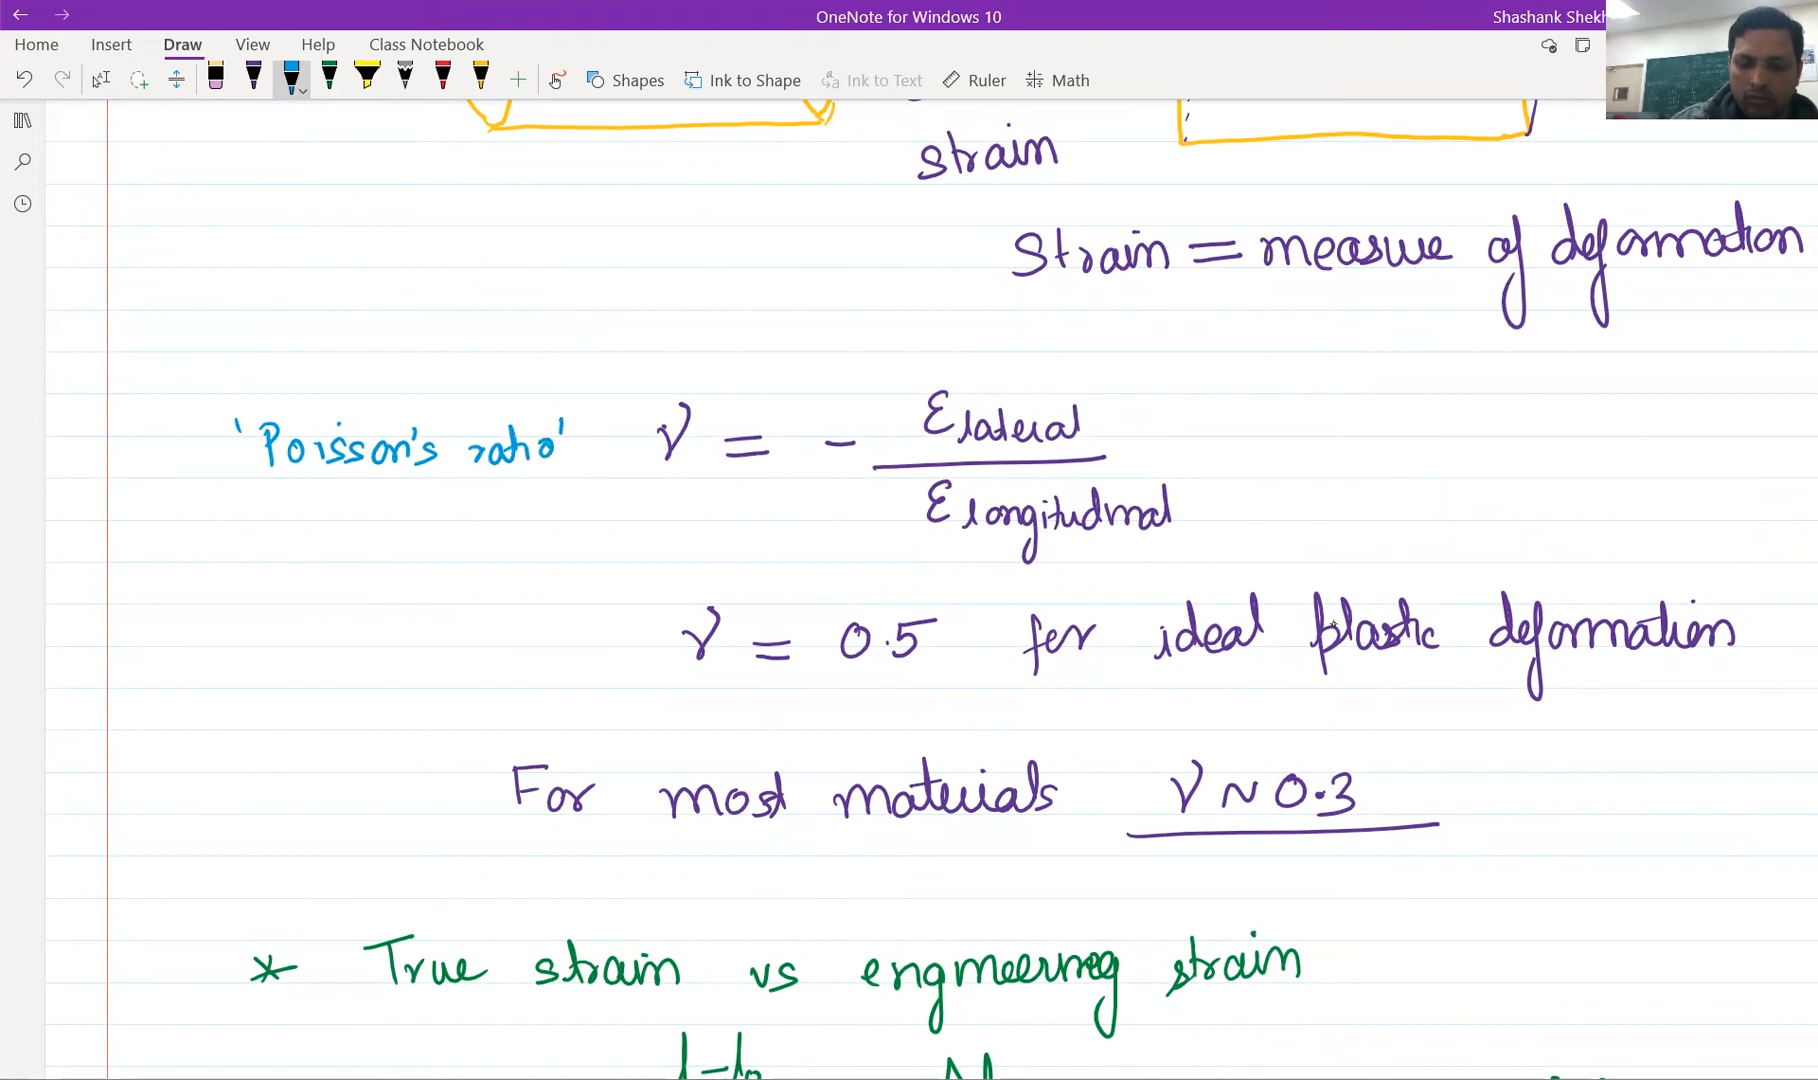 OneNote for Windows 10
Shashank Shekh
Home Insert Draw View Help Class Notebook
Shapes Ink to Shape Ink to Text Ruler Math
strain
Strain = measure of deformation
'Poisson's ratio' ν = - ε lateral / ε longitudinal
ν = 0.5 for ideal plastic deformation
For most materials ν ~ 0.3
* True strain vs engineering strain